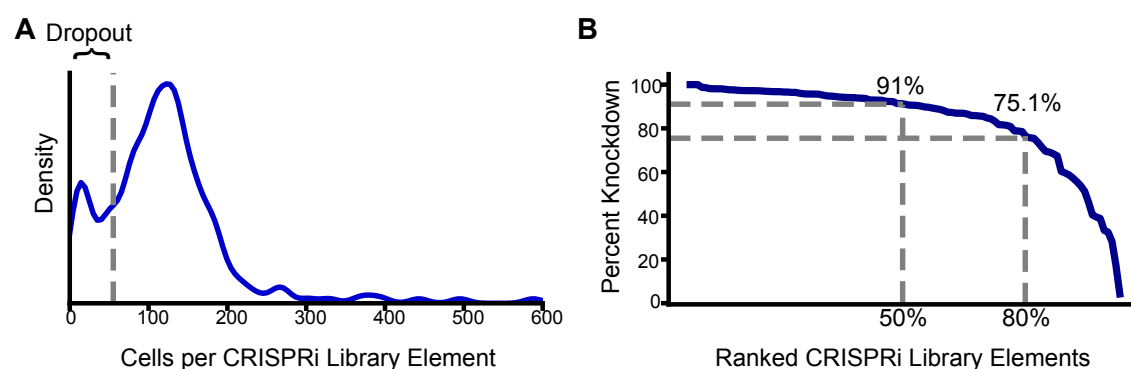 A
Dropout
Density
0 100 200 300 400 500 600
Cells per CRISPRi Library Element
B
Percent Knockdown
100
80
60
40
20
0
91%
75.1%
50% 80%
Ranked CRISPRi Library Elements